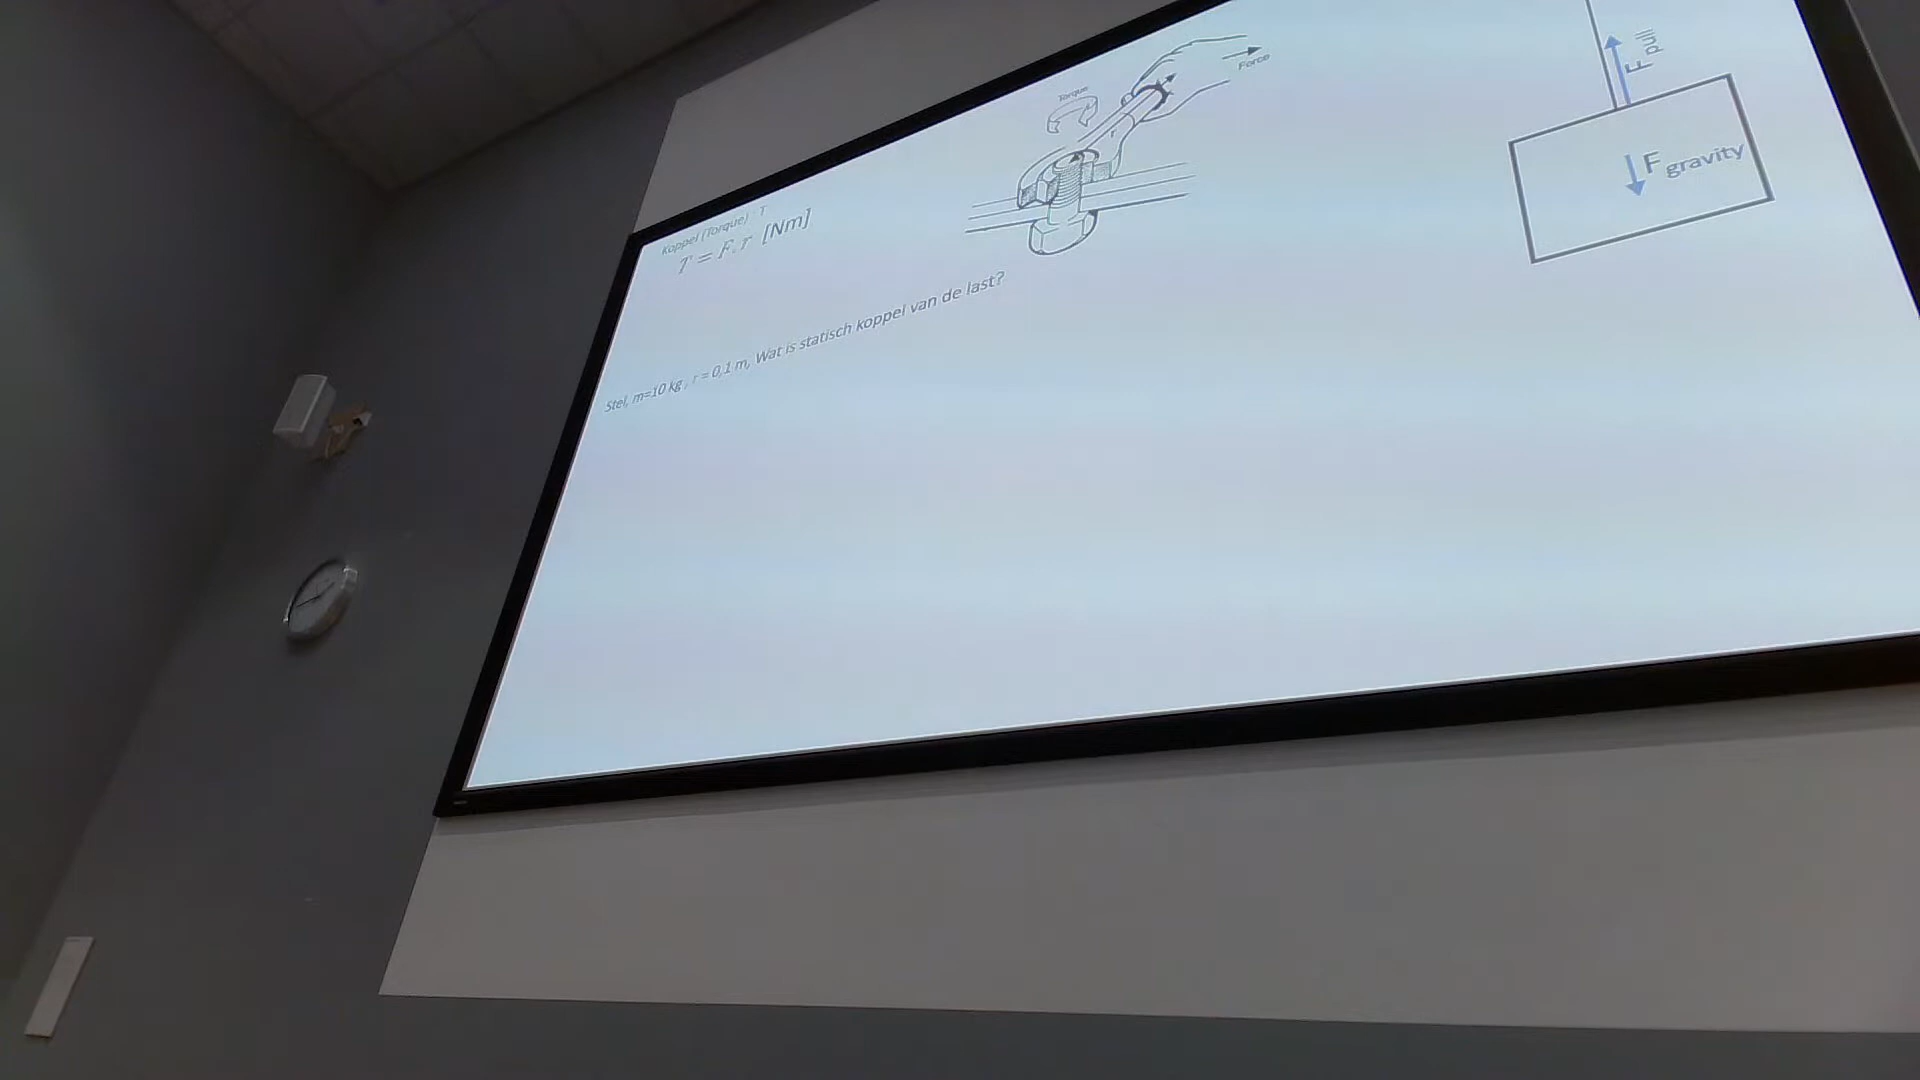 Koppel (Torque) T
T = F. r [Nm]
Stel, m=10 kg , r = 0,1 m, Wat is statisch koppel van de last?
Torque
r
Force
F pull
F gravity